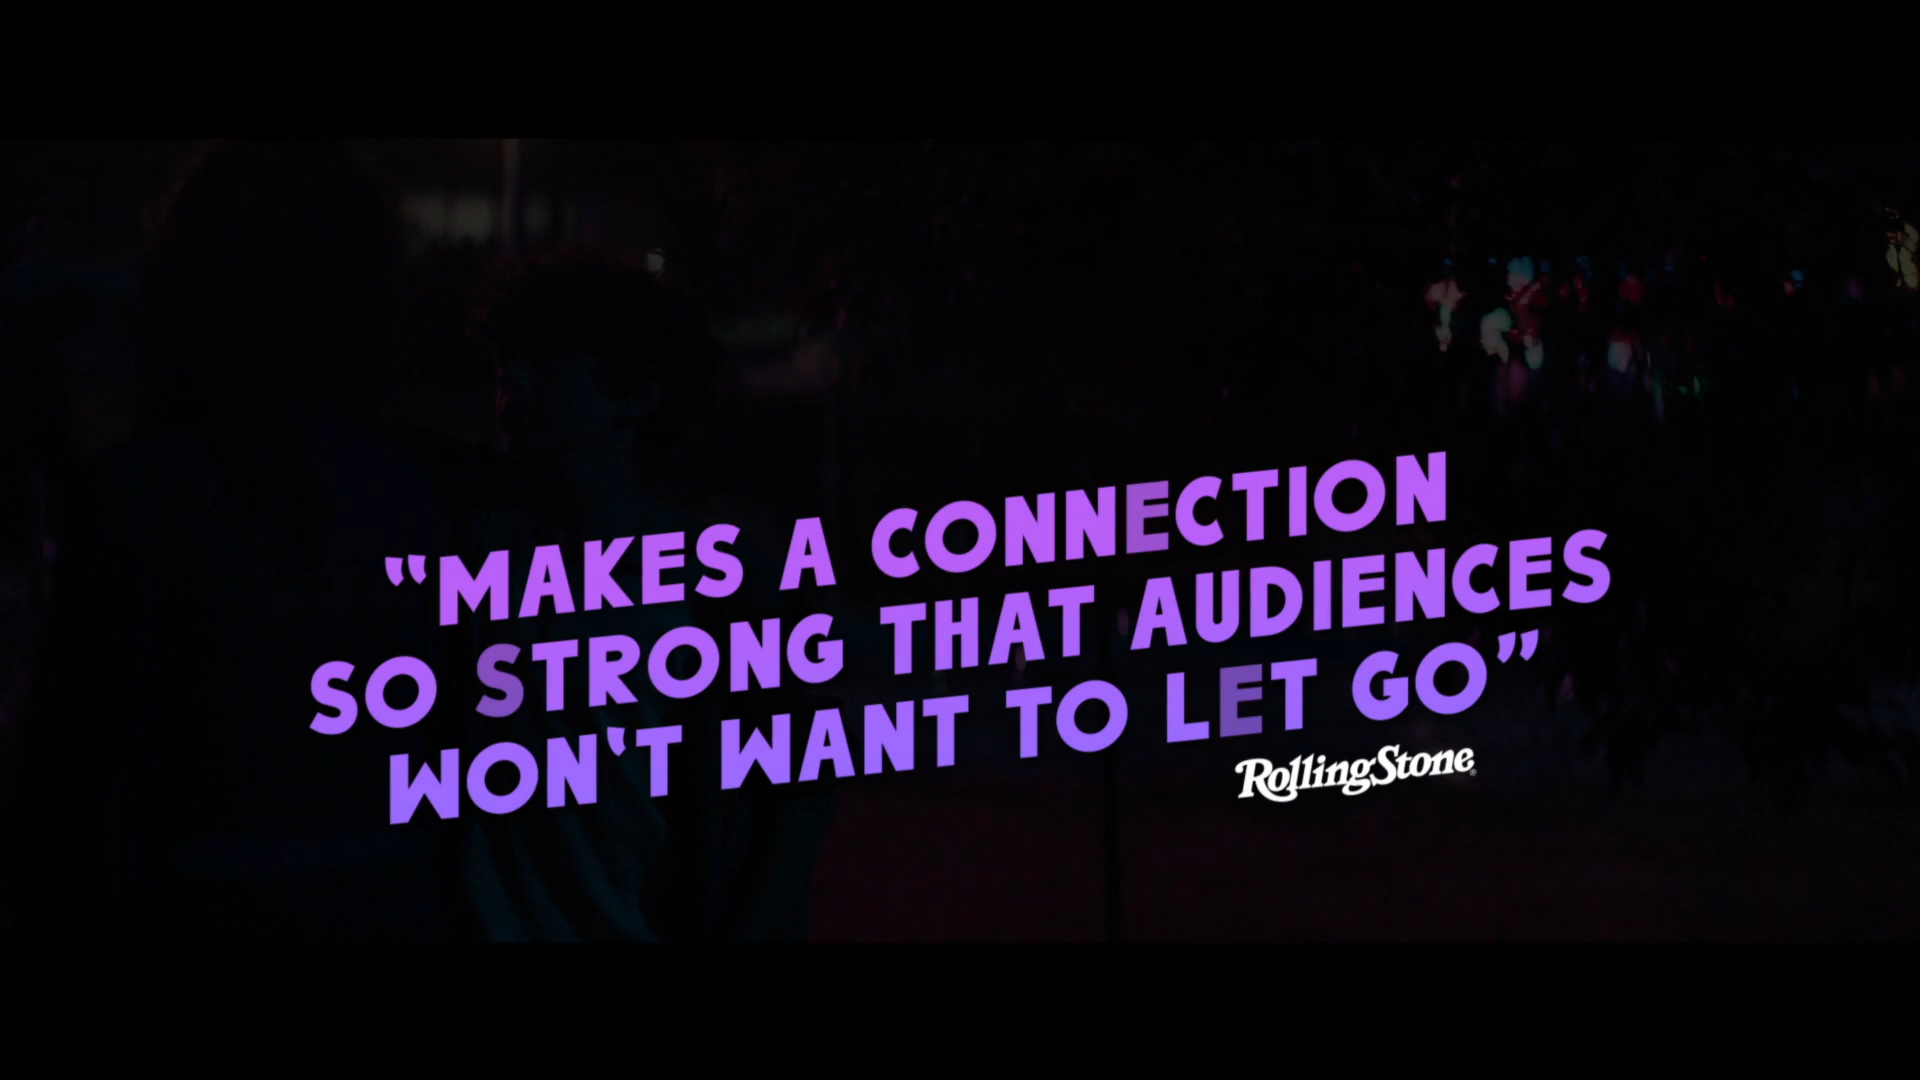 “MAKES A CONNECTION
SO STRONG THAT AUDIENCES
WON'T WANT TO LET GO”
RollingStone